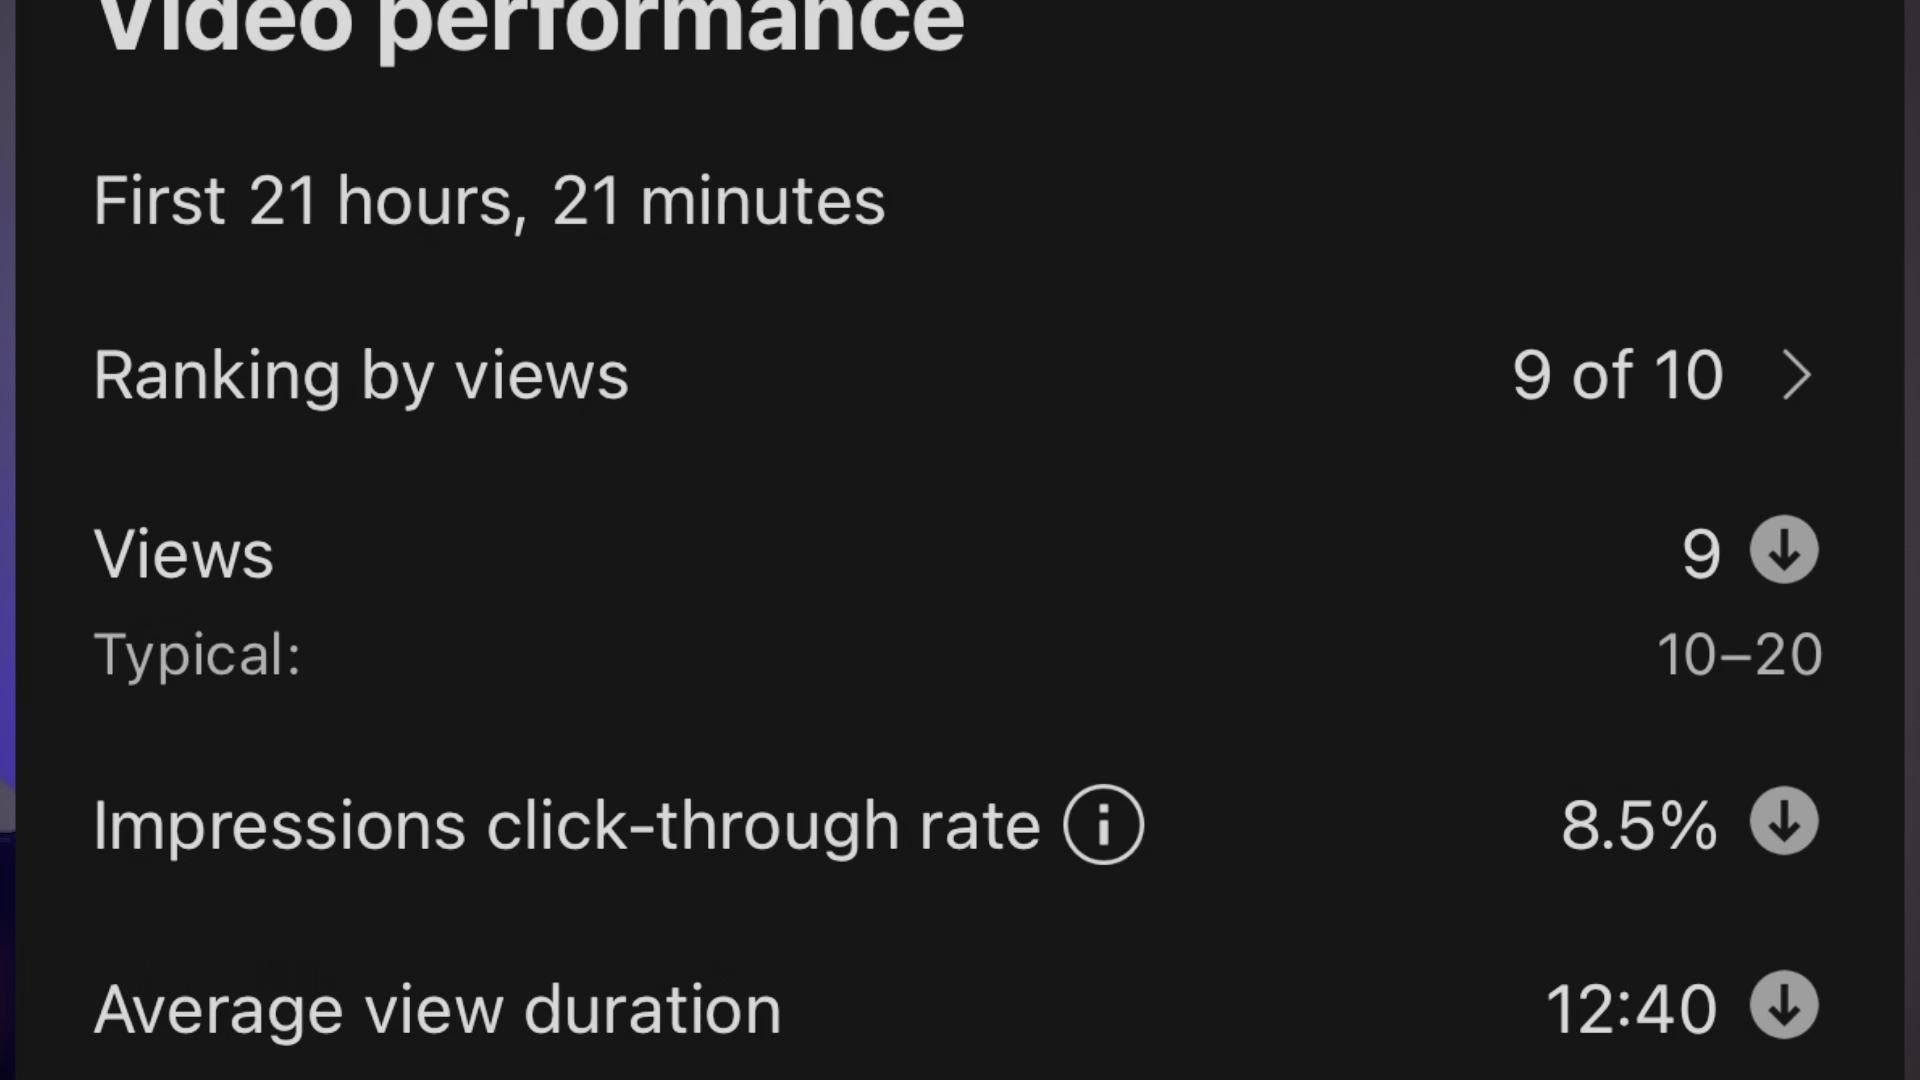 Video performance
First 21 hours, 21 minutes
Ranking by views 9 of 10
Views 9
Typical: 10–20
Impressions click-through rate 8.5%
Average view duration 12:40